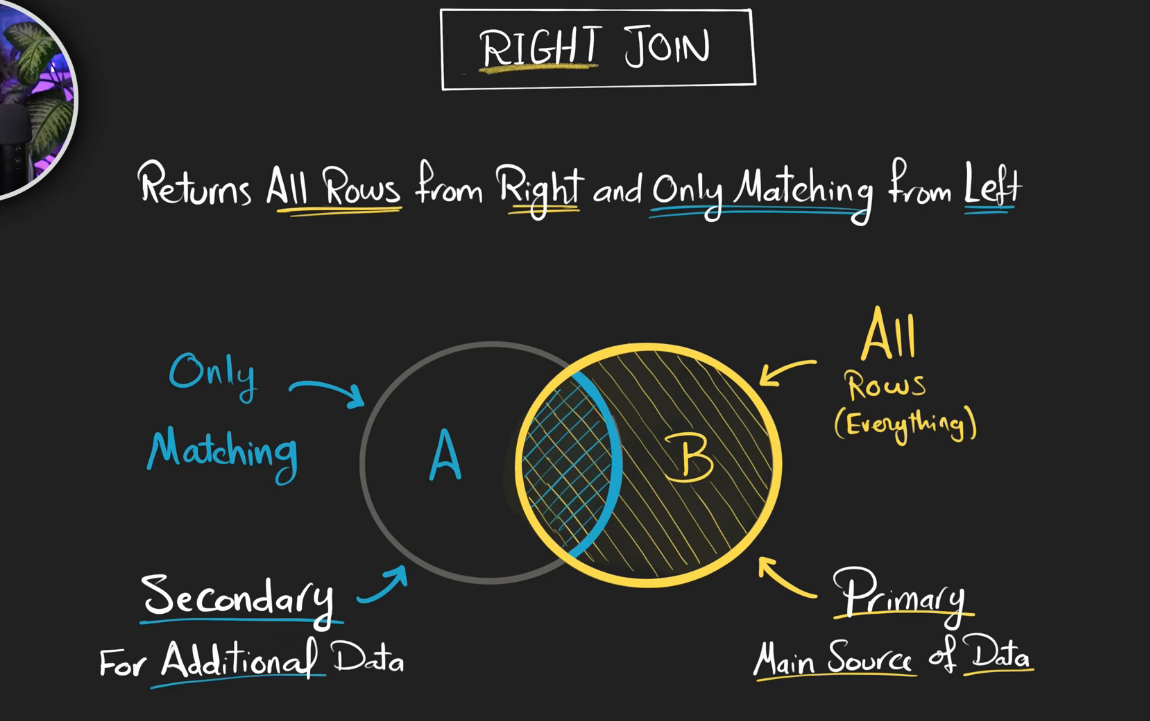 RIGHT JOIN
Returns All Rows from Right and Only Matching from Left
Only
Matching
A
B
All
Rows
(Everything)
Secondary
For Additional Data
Primary
Main Source of Data